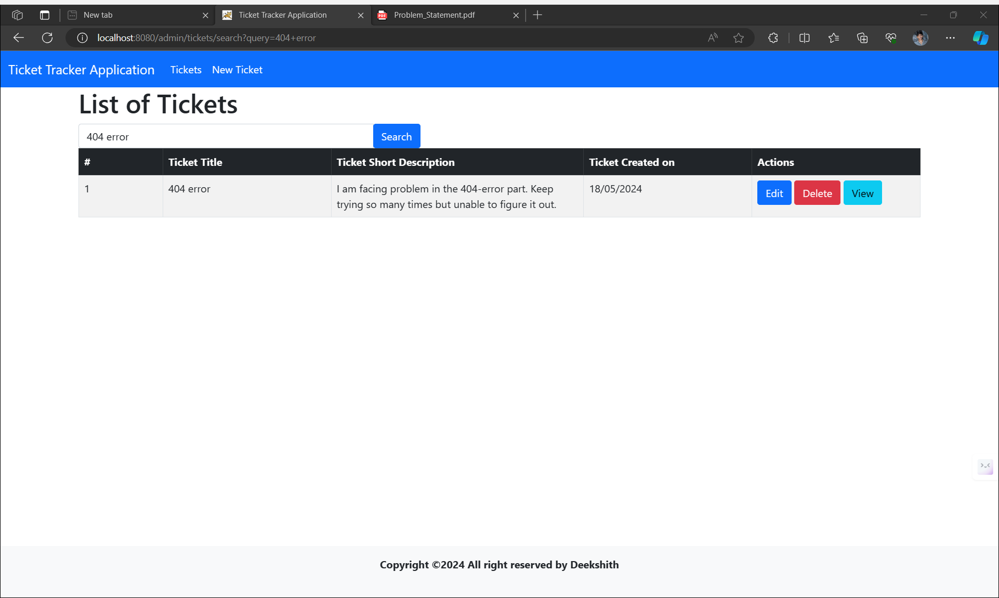 New tab
Ticket Tracker Application
Problem_Statement.pdf
localhost:8080/admin/tickets/search?query=404+error
Ticket Tracker Application
Tickets
New Ticket
List of Tickets
404 error
Search
#
Ticket Title
Ticket Short Description
Ticket Created on
Actions
1
404 error
I am facing problem in the 404-error part. Keep
trying so many times but unable to figure it out.
18/05/2024
Edit
Delete
View
Copyright ©2024 All right reserved by Deekshith